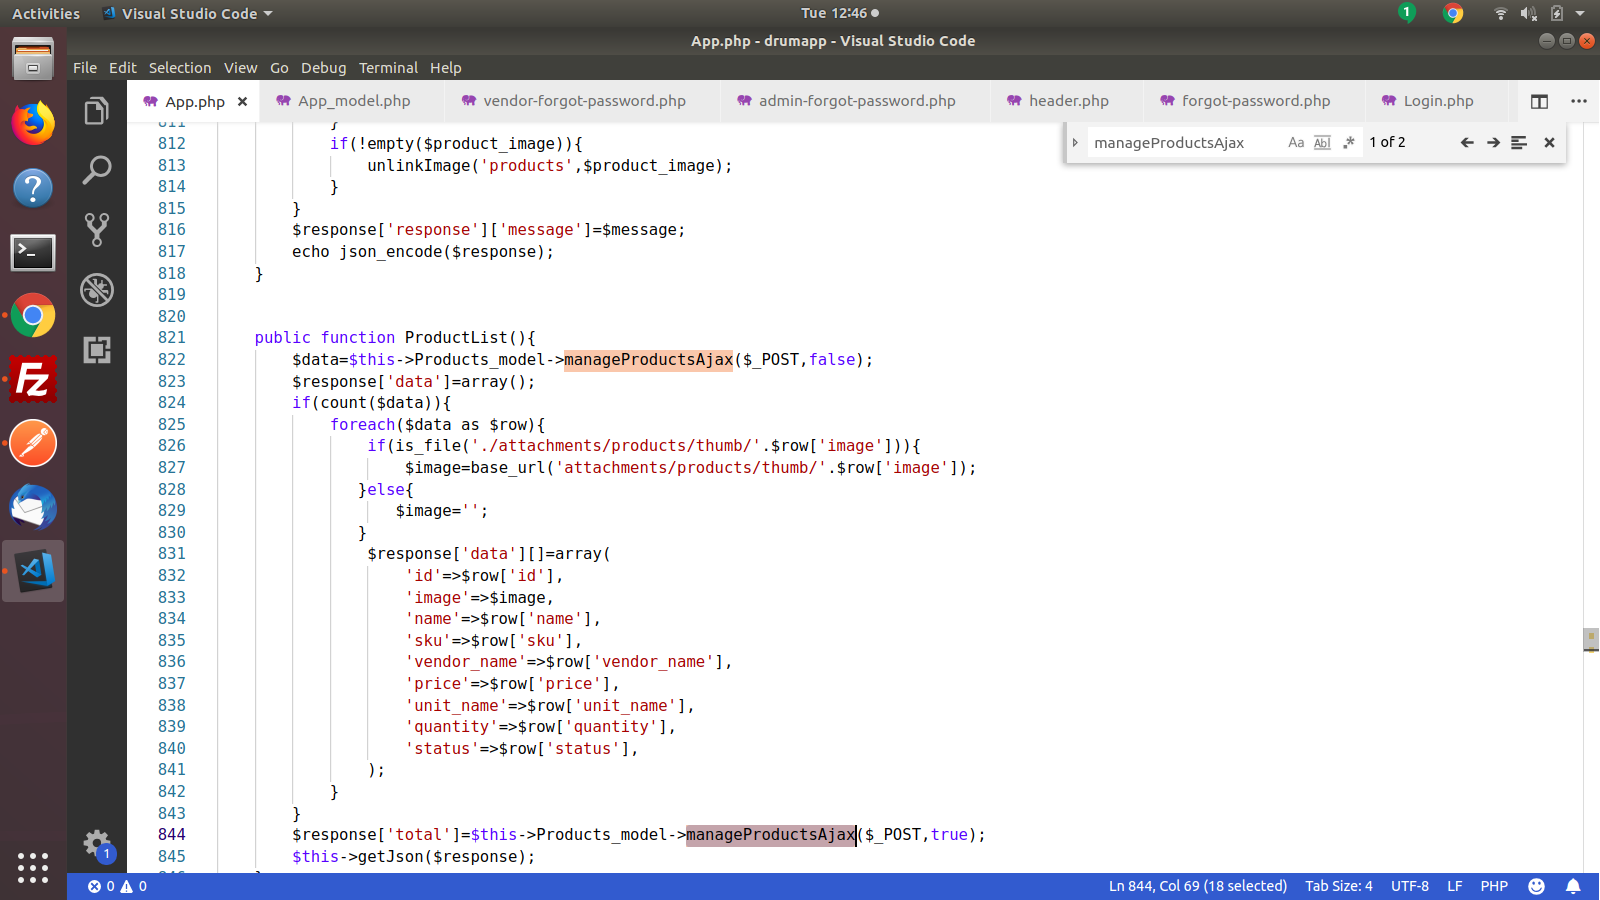 Activities
Visual Studio Code
Tue 12:46
1
App.php - drumapp - Visual Studio Code
File Edit Selection View Go Debug Terminal Help
App.php
App_model.php
vendor-forgot-password.php
admin-forgot-password.php
header.php
forgot-password.php
Login.php
manageProductsAjax
Aa Abl .*
1 of 2
811 }
812 if(!empty($product_image)){
813 unlinkImage('products',$product_image);
814 }
815 }
816 $response['response']['message']=$message;
817 echo json_encode($response);
818 }
819
820
821 public function ProductList(){
822 $data=$this->Products_model->manageProductsAjax($_POST,false);
823 $response['data']=array();
824 if(count($data)){
825 foreach($data as $row){
826 if(is_file('./attachments/products/thumb/'.$row['image'])){
827 $image=base_url('attachments/products/thumb/'.$row['image']);
828 }else{
829 $image='';
830 }
831 $response['data'][]=array(
832 'id'=>$row['id'],
833 'image'=>$image,
834 'name'=>$row['name'],
835 'sku'=>$row['sku'],
836 'vendor_name'=>$row['vendor_name'],
837 'price'=>$row['price'],
838 'unit_name'=>$row['unit_name'],
839 'quantity'=>$row['quantity'],
840 'status'=>$row['status'],
841 );
842 }
843 }
844 $response['total']=$this->Products_model->manageProductsAjax($_POST,true);
845 $this->getJson($response);
1
0 0
Ln 844, Col 69 (18 selected) Tab Size: 4 UTF-8 LF PHP